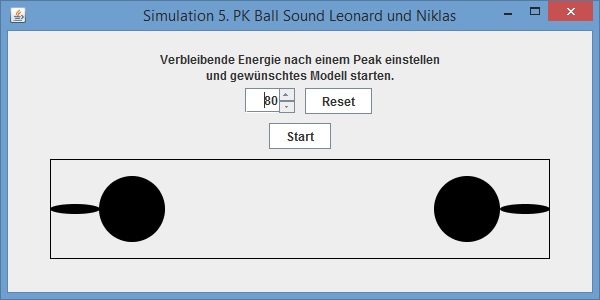 Simulation 5. PK Ball Sound Leonard und Niklas
Verbleibende Energie nach einem Peak einstellen
und gewünschtes Modell starten.
80 Reset
Start